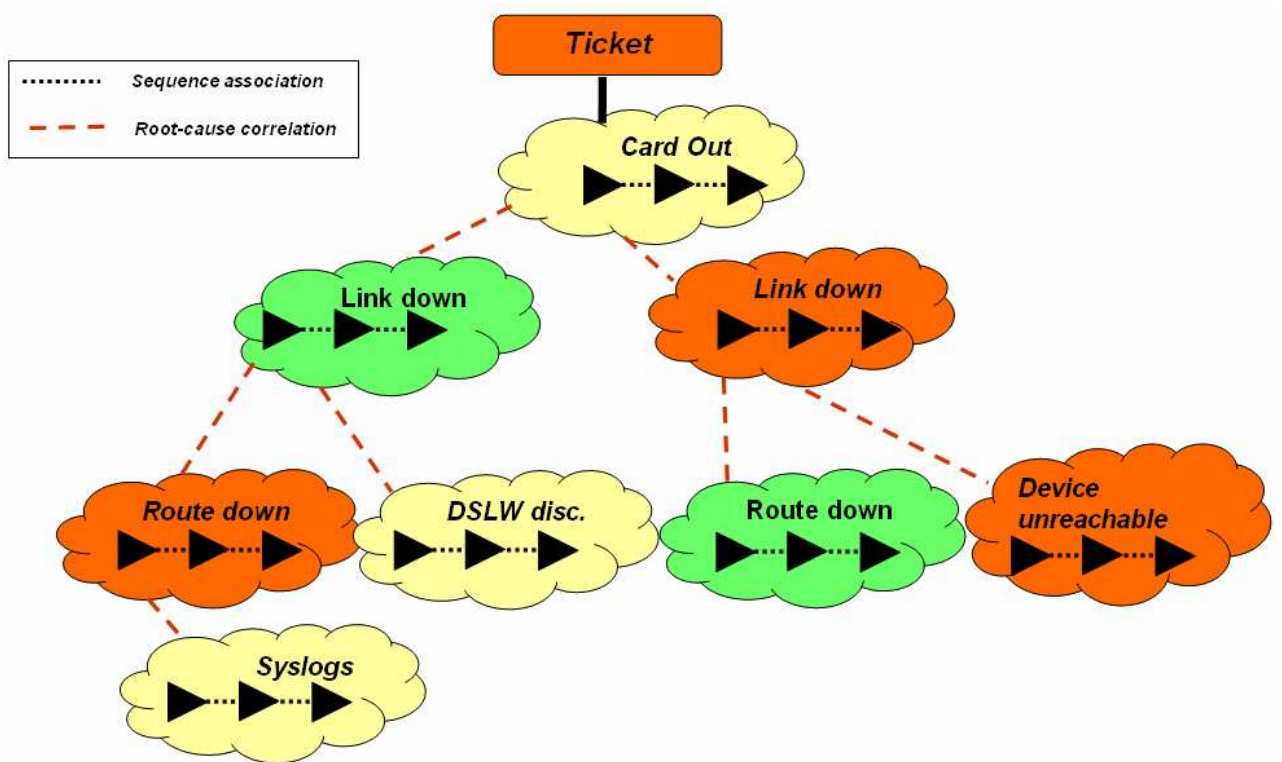 Ticket
Sequence association
Root-cause correlation
Card Out
Link down
Link down
Route down
DSLW disc.
Route down
Device
unreachable
Syslogs